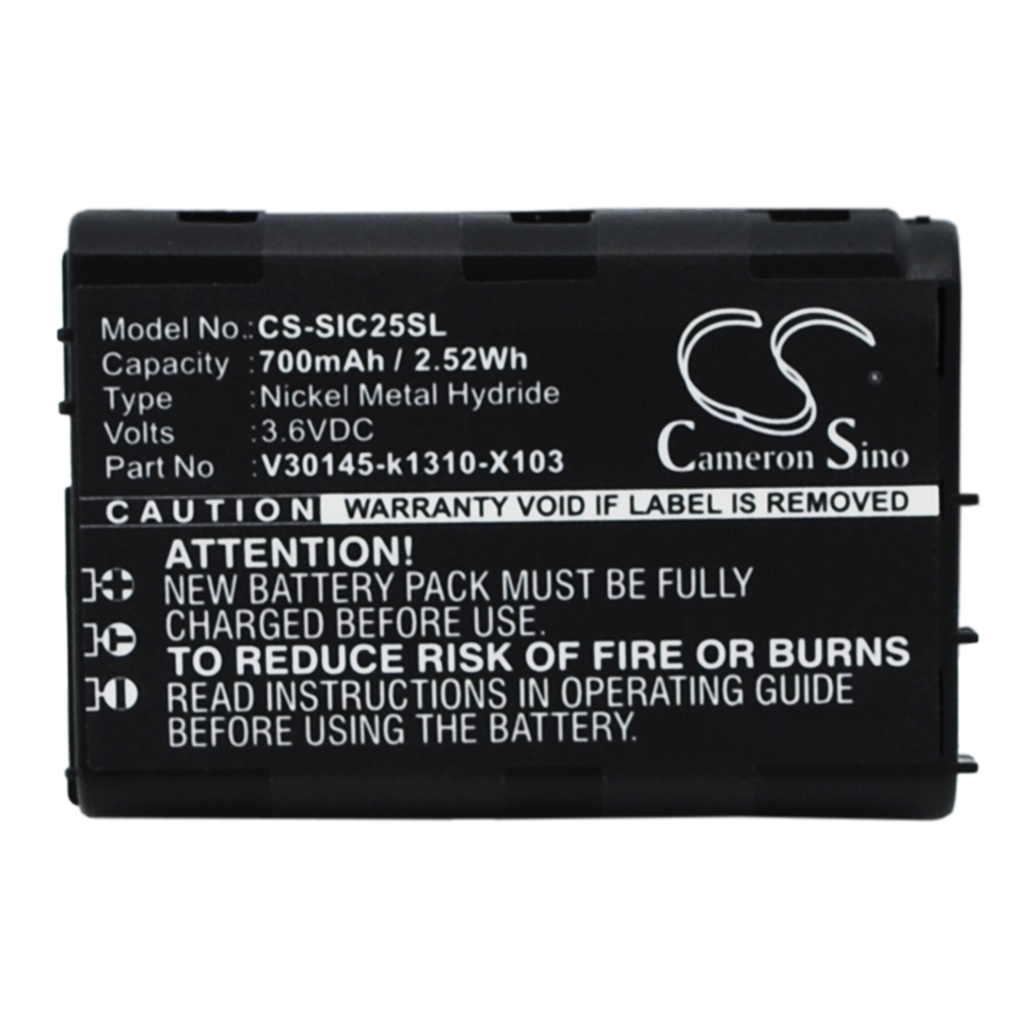 Model No.: CS-SIC25SL
Capacity : 700mAh / 2.52Wh
Type : Nickel Metal Hydride
Volts : 3.6VDC
Part No : V30145-k1310-X103
CS
Cameron Sino
CAUTION WARRANTY VOID IF LABEL IS REMOVED
ATTENTION!
NEW BATTERY PACK MUST BE FULLY
CHARGED BEFORE USE.
TO REDUCE RISK OF FIRE OR BURNS
READ INSTRUCTIONS IN OPERATING GUIDE
BEFORE USING THE BATTERY.